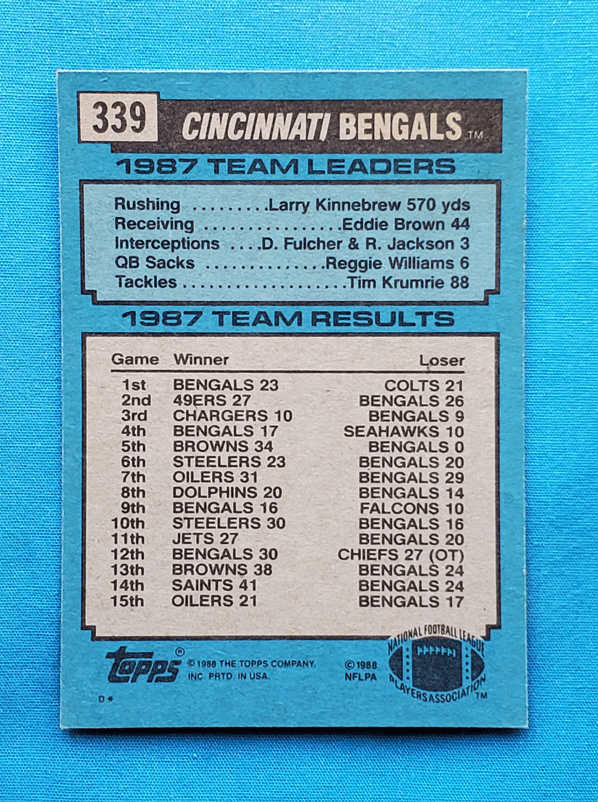 339 CINCINNATI BENGALS TM
1987 TEAM LEADERS
Rushing .........Larry Kinnebrew 570 yds
Receiving .................Eddie Brown 44
Interceptions ....D. Fulcher & R. Jackson 3
QB Sacks ..............Reggie Williams 6
Tackles....................Tim Krumrie 88
1987 TEAM RESULTS
Game Winner Loser
1st BENGALS 23 COLTS 21
2nd 49ERS 27 BENGALS 26
3rd CHARGERS 10 BENGALS 9
4th BENGALS 17 SEAHAWKS 10
5th BROWNS 34 BENGALS 0
6th STEELERS 23 BENGALS 20
7th OILERS 31 BENGALS 29
8th DOLPHINS 20 BENGALS 14
9th BENGALS 16 FALCONS 10
10th STEELERS 30 BENGALS 16
11th JETS 27 BENGALS 20
12th BENGALS 30 CHIEFS 27 (OT)
13th BROWNS 38 BENGALS 24
14th SAINTS 41 BENGALS 24
15th OILERS 21 BENGALS 17
topps ® © 1988 THE TOPPS COMPANY,
INC. PRTD. IN USA.
© 1988
NFLPA
NATIONAL FOOTBALL LEAGUE
PLAYERS ASSOCIATION TM
D*